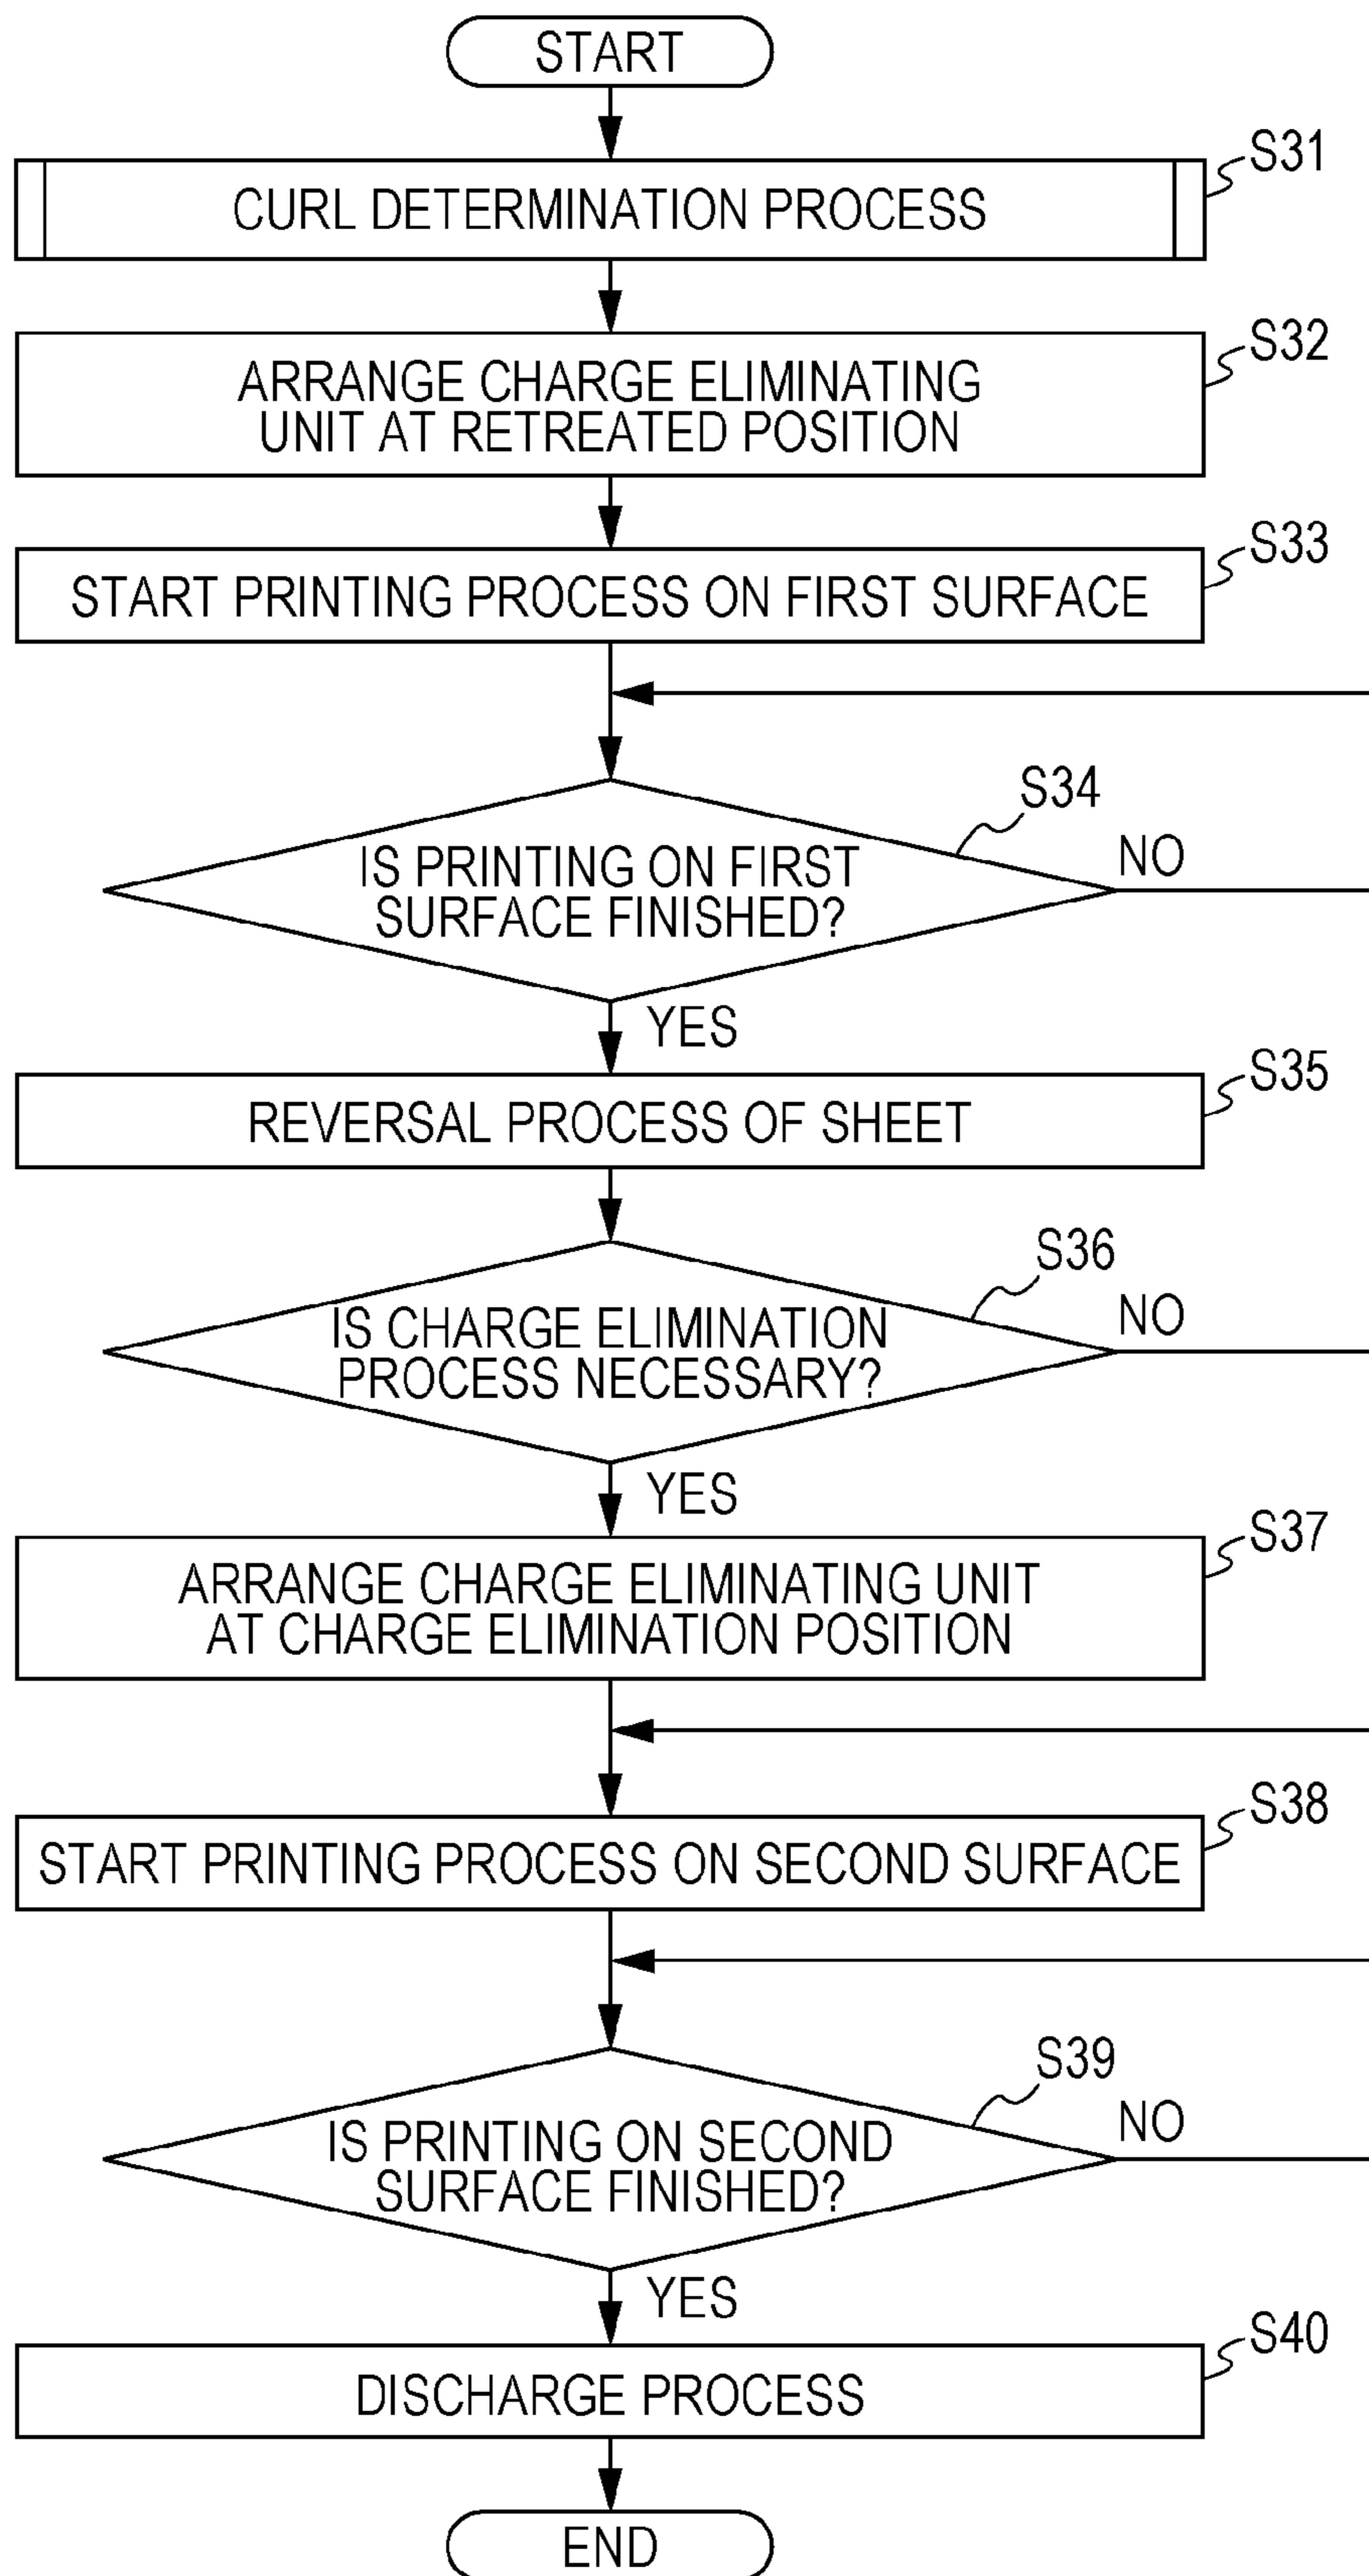 START
S31
CURL DETERMINATION PROCESS
S32
ARRANGE CHARGE ELIMINATING
UNIT AT RETREATED POSITION
S33
START PRINTING PROCESS ON FIRST SURFACE
S34
NO
IS PRINTING ON FIRST
SURFACE FINISHED?
YES
S35
REVERSAL PROCESS OF SHEET
S36
NO
IS CHARGE ELIMINATION
PROCESS NECESSARY?
YES
S37
ARRANGE CHARGE ELIMINATING UNIT
AT CHARGE ELIMINATION POSITION
S38
START PRINTING PROCESS ON SECOND SURFACE
S39
NO
IS PRINTING ON SECOND
SURFACE FINISHED?
YES
S40
DISCHARGE PROCESS
END